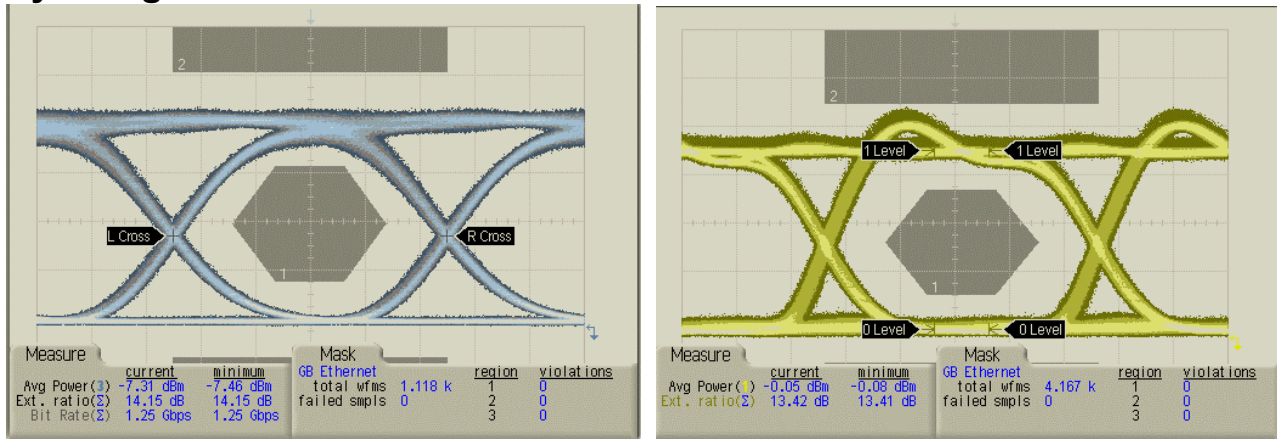 2
L Cross
R Cross
1
Measure
current minimum
Avg Power(3) -7.31 dBm -7.46 dBm
Ext. ratio(Σ) 14.15 dB 14.15 dB
Bit Rate(Σ) 1.25 Gbps 1.25 Gbps
Mask
GB Ethernet region violations
total wfms 1.118 k 1 0
failed smpls 0 2 0
3 0
2
1 Level
1 Level
1
0 Level
0 Level
Measure
current minimum
Avg Power(1) -0.05 dBm -0.08 dBm
Ext. ratio(Σ) 13.42 dB 13.41 dB
Mask
GB Ethernet region violations
total wfms 4.167 k 1 0
failed smpls 0 2 0
3 0